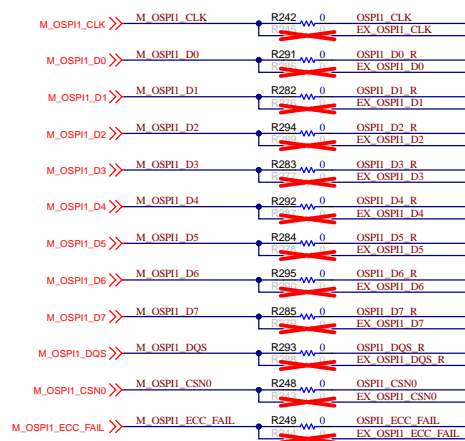 M_OSPI1_CLK M_OSPI1_CLK R242 0 OSPI1_CLK
EX_OSPI1_CLK
M_OSPI1_D0 M_OSPI1_D0 R291 0 OSPI1_D0_R
EX_OSPI1_D0
M_OSPI1_D1 M_OSPI1_D1 R282 0 OSPI1_D1_R
EX_OSPI1_D1
M_OSPI1_D2 M_OSPI1_D2 R294 0 OSPI1_D2_R
EX_OSPI1_D2
M_OSPI1_D3 M_OSPI1_D3 R283 0 OSPI1_D3_R
EX_OSPI1_D3
M_OSPI1_D4 M_OSPI1_D4 R292 0 OSPI1_D4_R
EX_OSPI1_D4
M_OSPI1_D5 M_OSPI1_D5 R284 0 OSPI1_D5_R
EX_OSPI1_D5
M_OSPI1_D6 M_OSPI1_D6 R295 0 OSPI1_D6_R
EX_OSPI1_D6
M_OSPI1_D7 M_OSPI1_D7 R285 0 OSPI1_D7_R
EX_OSPI1_D7
M_OSPI1_DQS M_OSPI1_DQS R293 0 OSPI1_DQS_R
EX_OSPI1_DQS_R
M_OSPI1_CSN0 M_OSPI1_CSN0 R248 0 OSPI1_CSN0
EX_OSPI1_CSN0
M_OSPI1_ECC_FAIL M_OSPI1_ECC_FAIL R249 0 OSPI1_ECC_FAIL
EX_OSPI1_ECC_FAIL